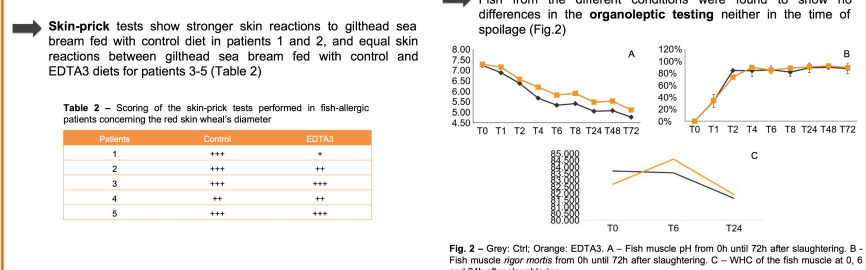 Skin-prick tests show stronger skin reactions to gilthead sea
bream fed with control diet in patients 1 and 2, and equal skin
reactions between gilthead sea bream fed with control and
EDTA3 diets for patients 3-5 (Table 2)
Table 2 – Scoring of the skin-prick tests performed in fish-allergic
patients concerning the red skin wheal's diameter
Patients Control EDTA3
1 +++ +
2 +++ ++
3 +++ +++
4 ++ ++
5 +++ +++
Fish from the different conditions were found to show no
differences in the organoleptic testing neither in the time of
spoilage (Fig.2)
A
8.00
7.50
7.00
6.50
6.00
5.50
5.00
4.50
T0 T1 T2 T4 T6 T8 T24 T48 T72
B
120%
100%
80%
60%
40%
20%
0%
T0 T1 T2 T4 T6 T8 T24 T48 T72
C
85.000
84.500
84.000
83.500
83.000
82.500
82.000
81.500
81.000
80.500
80.000
T0 T6 T24
Fig. 2 – Grey: Ctrl; Orange: EDTA3. A – Fish muscle pH from 0h until 72h after slaughtering. B -
Fish muscle rigor mortis from 0h until 72h after slaughtering. C – WHC of the fish muscle at 0, 6